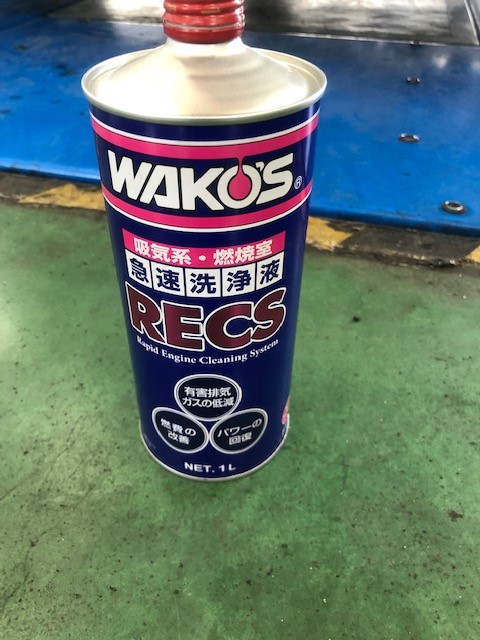 WAKO'S®
吸気系・燃焼室
急速洗浄液
RECS
Rapid Engine Cleaning System
有害排気
ガスの低減
燃費の
改善
パワーの
回復
NET. 1 L